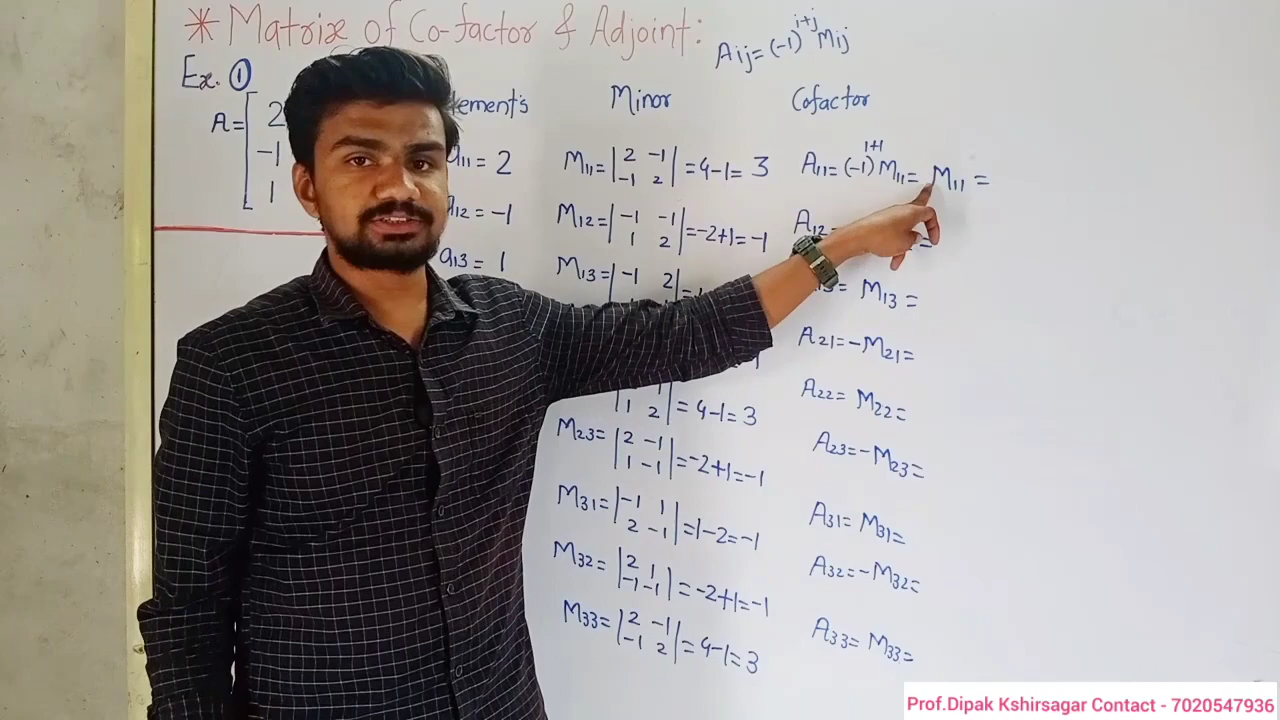 * Matrix of Co-factor & Adjoint:
Aij = (-1)^i+j Mij
Ex. ①
A = [ 2
-1
1
Minor
Cofactor
a11 = 2
M11 = | 2 -1 |
| -1 2 | = 4-1 = 3
A11 = (-1)^1+1 M11 = M11 =
a12 = -1
M12 = | -1 -1 |
| 1 2 | = -2+1 = -1
A12
a13 = 1
M13 = | -1 2 |
M13 =
A21 = -M21 =
1 2 | = 4-1 = 3
A22 = M22 =
M23 = | 2 -1 |
| 1 -1 | = -2+1 = -1
A23 = -M23 =
M31 = | -1 1 |
| 2 -1 | = 1-2 = -1
A31 = M31 =
M32 = | 2 1 |
| -1 -1 | = -2+1 = -1
A32 = -M32 =
M33 = | 2 -1 |
| -1 2 | = 4-1 = 3
A33 = M33 =
Prof.Dipak Kshirsagar Contact - 7020547936